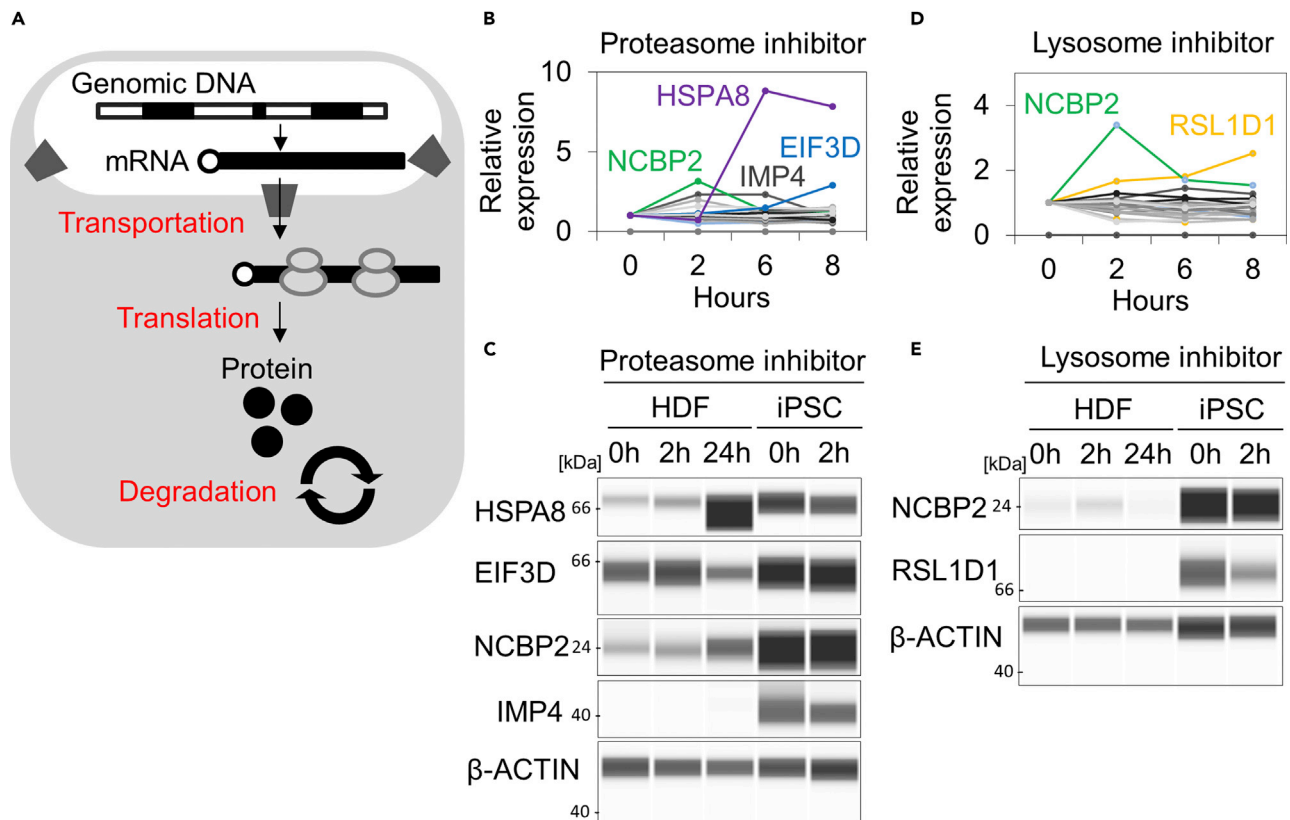 A
Genomic DNA
mRNA
Transportation
Translation
Protein
Degradation
B
Proteasome inhibitor
Relative
expression
10
5
0
HSPA8
NCBP2
EIF3D
IMP4
0 2 6 8
Hours
C
Proteasome inhibitor
HDF iPSC
[kDa] 0h 2h 24h 0h 2h
HSPA8 66
EIF3D 66
NCBP2 24
IMP4 40
β-ACTIN
40
D
Lysosome inhibitor
Relative
expression
4
2
0
NCBP2
RSL1D1
0 2 6 8
Hours
E
Lysosome inhibitor
HDF iPSC
[kDa] 0h 2h 24h 0h 2h
NCBP2 24
RSL1D1
66
β-ACTIN
40